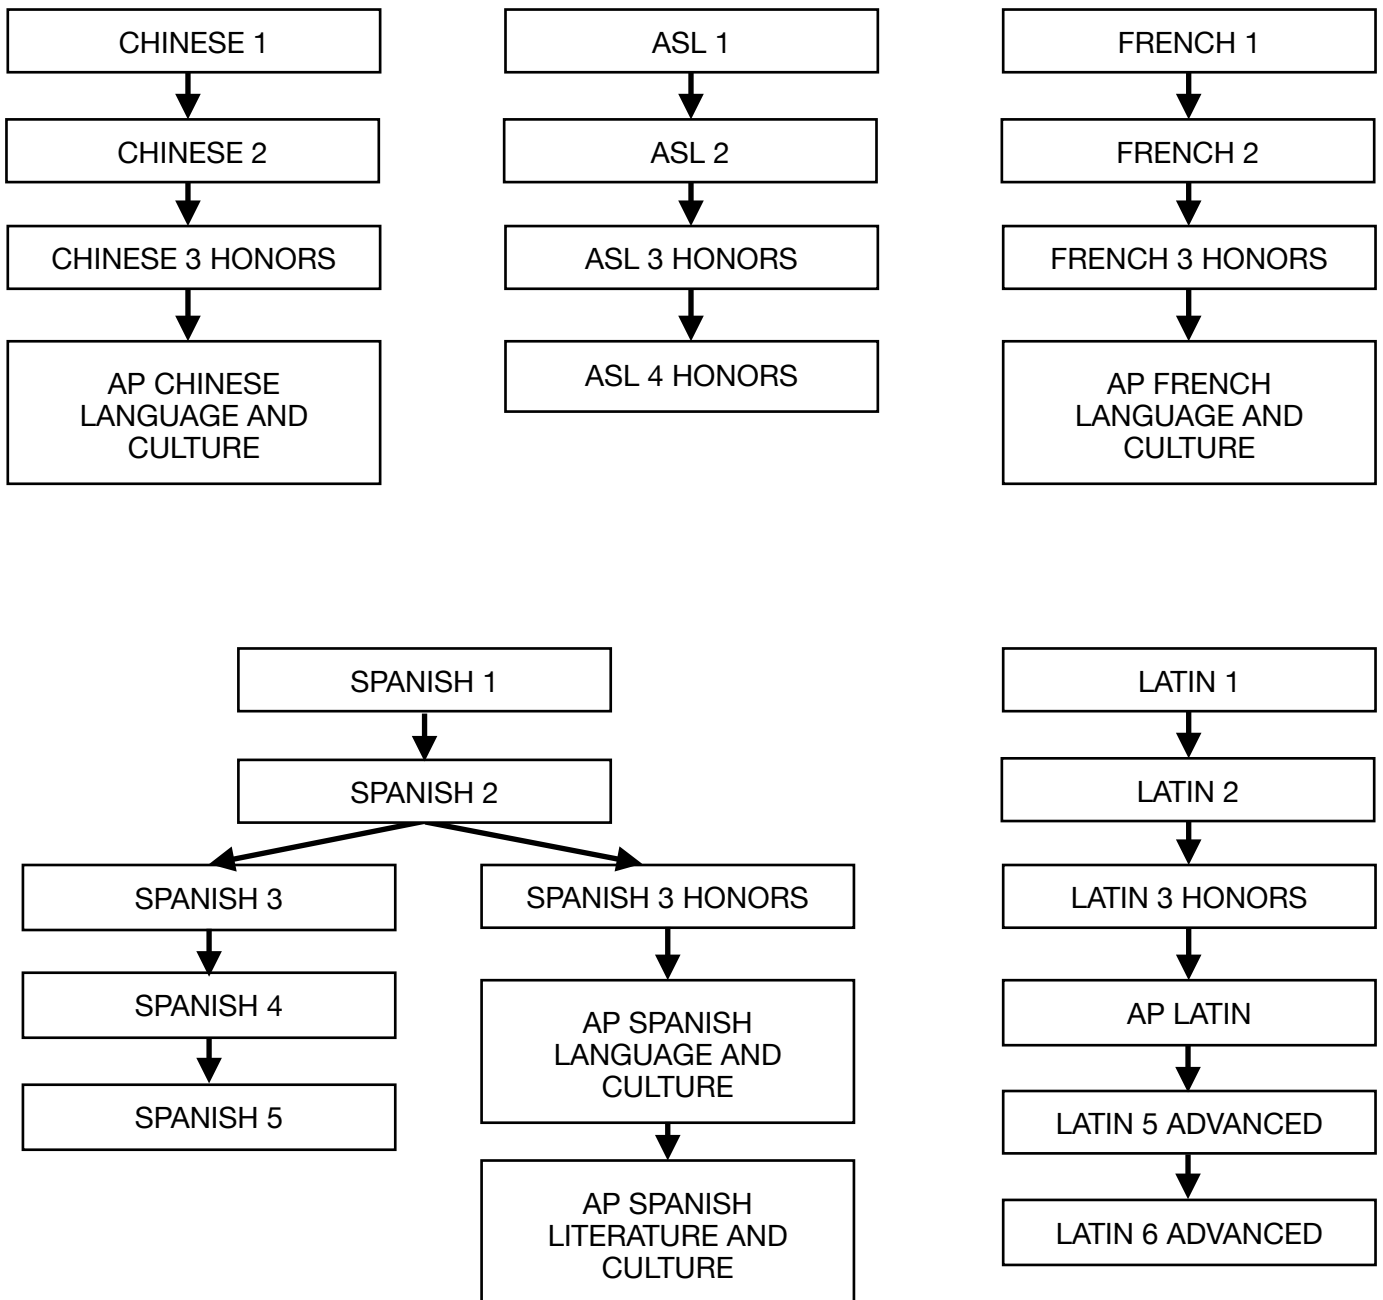 CHINESE 1
CHINESE 2
CHINESE 3 HONORS
AP CHINESE
LANGUAGE AND
CULTURE
ASL 1
ASL 2
ASL 3 HONORS
ASL 4 HONORS
FRENCH 1
FRENCH 2
FRENCH 3 HONORS
AP FRENCH
LANGUAGE AND
CULTURE
SPANISH 1
SPANISH 2
SPANISH 3
SPANISH 4
SPANISH 5
SPANISH 3 HONORS
AP SPANISH
LANGUAGE AND
CULTURE
AP SPANISH
LITERATURE AND
CULTURE
LATIN 1
LATIN 2
LATIN 3 HONORS
AP LATIN
LATIN 5 ADVANCED
LATIN 6 ADVANCED